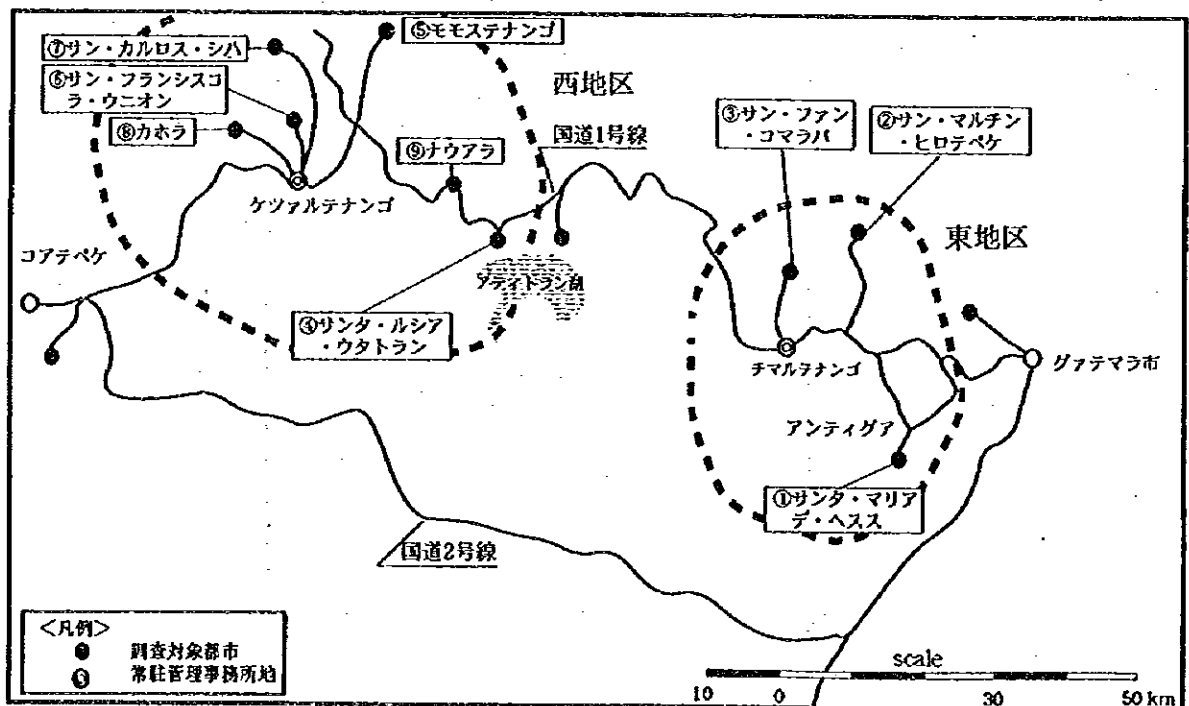 ⑦サン・カルロス・シハ
⑤モモステナンゴ
⑥サン・フランシスコ
ラ・ウニオン
⑧カホラ
西地区
国道1号線
③サン・ファン
・コマラパ
②サン・マルチン
・ヒロテペケ
⑨ナウアラ
ケツァルテナンゴ
東地区
コアテペケ
アティトラン湖
④サンタ・ルシア
・ウタトラン
チマルテナンゴ
グァテマラ市
アンティグア
①サンタ・マリア
デ・ヘスス
国道2号線
<凡例>
調査対象都市
常駐管理事務所地
scale
10 0 30 50 km